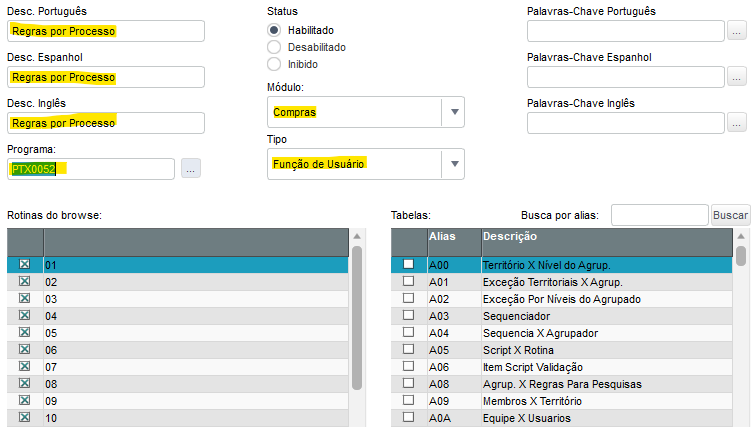 Desc. Português
Regras por Processo
Desc. Espanhol
Regras por Processo
Desc. Inglês
Regras por Processo
Programa:
PTX0052 ...
Status
Habilitado
Desabilitado
Inibido
Módulo:
Compras
Tipo
Função de Usuário
Palavras-Chave Português
...
Palavras-Chave Espanhol
...
Palavras-Chave Inglês
...
Rotinas do browse:
01
02
03
04
05
06
07
08
09
10
Tabelas: Busca por alias: Buscar
Alias Descrição
A00 Território X Nível do Agrup.
A01 Exceção Territoriais X Agrup.
A02 Exceção Por Níveis do Agrupado
A03 Sequenciador
A04 Sequencia X Agrupador
A05 Script X Rotina
A06 Item Script Validação
A08 Agrup. X Regras Para Pesquisas
A09 Membros X Território
A0A Equipe X Usuarios